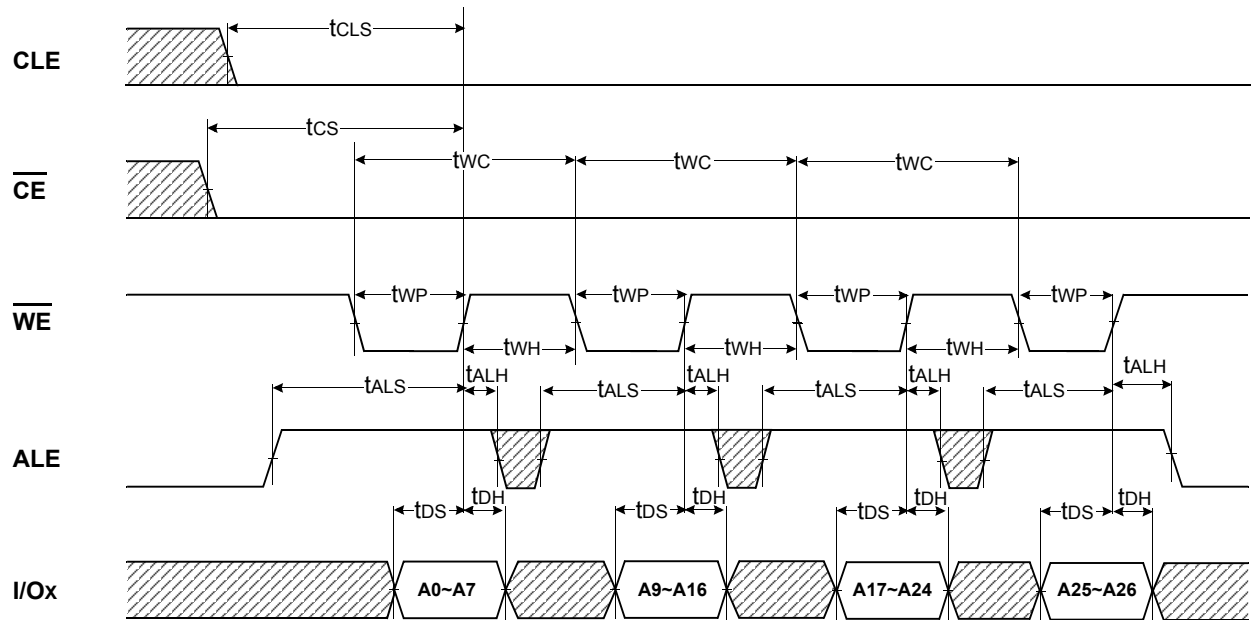 tCLS
CLE
tCS
tWC tWC tWC
CE
tWP tWP tWP tWP
WE
tWH tWH tWH
tALH tALH tALH tALH
tALS tALS tALS tALS
ALE
tDS tDH tDS tDH tDS tDH tDS tDH
I/Ox A0~A7 A9~A16 A17~A24 A25~A26